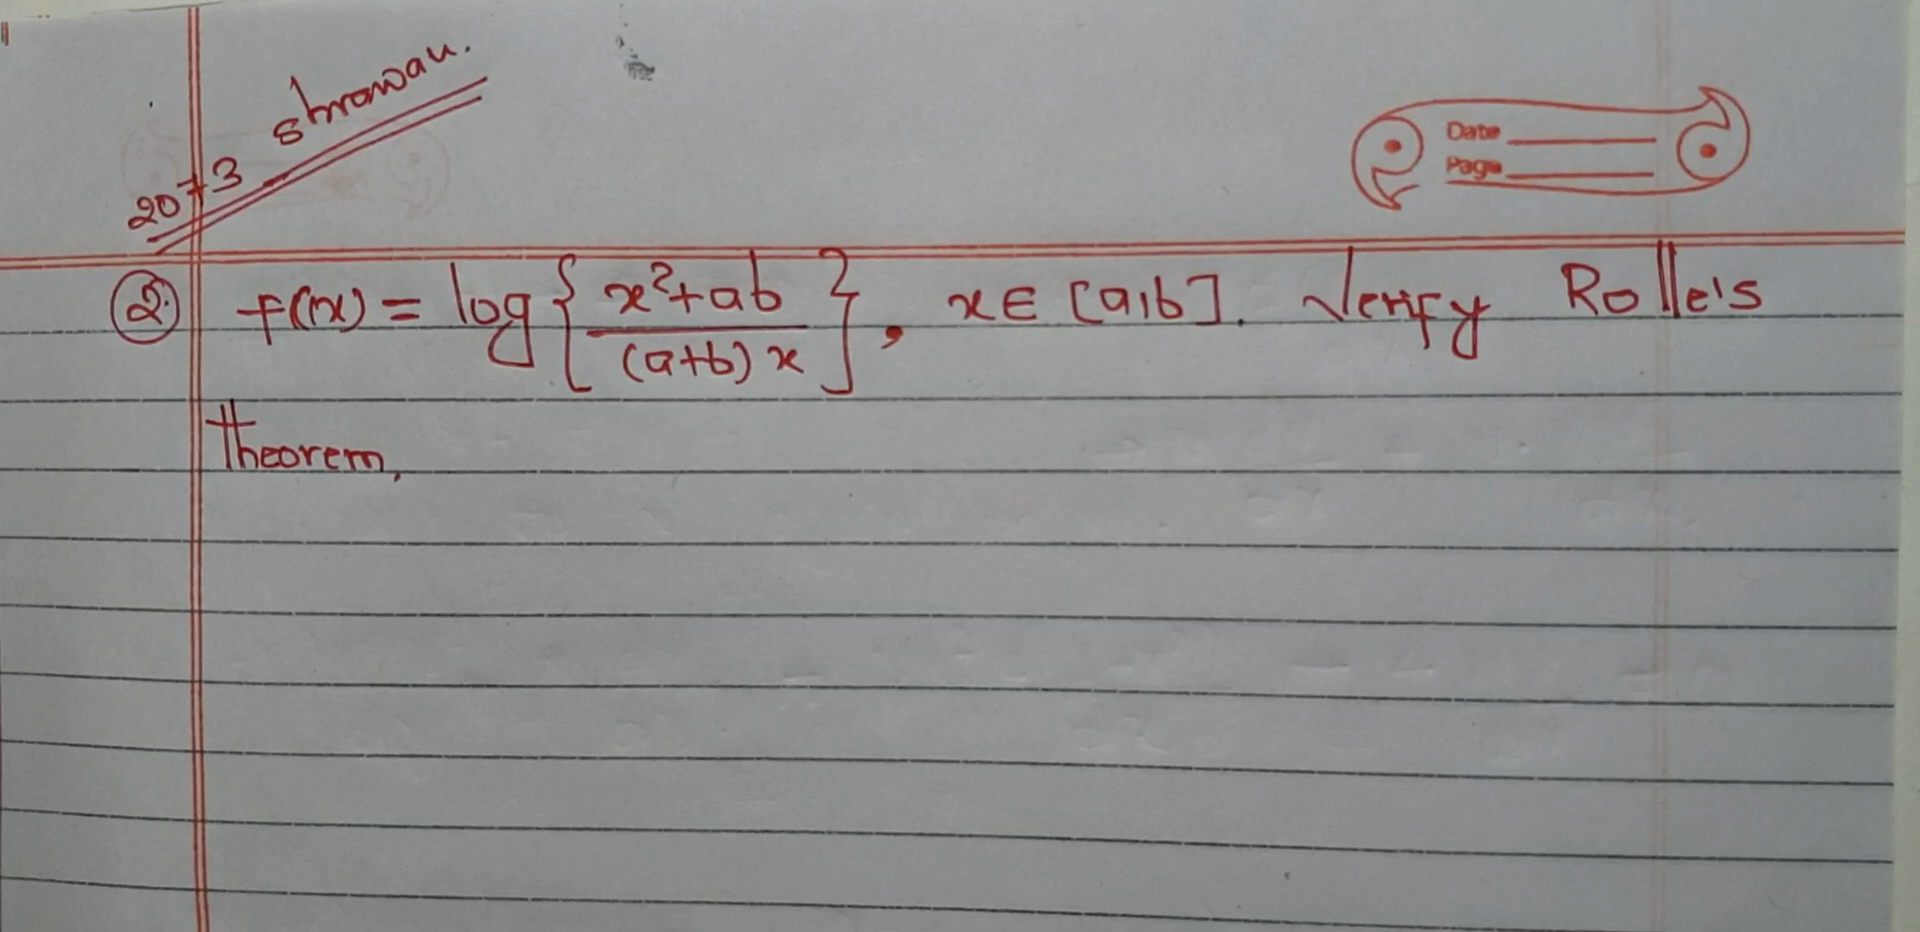 2073 shrawan.
Date
Page
② f(x) = log{x²+ab / (a+b)x}, x∈[a,b]. Verify Rolle's
Theorem,